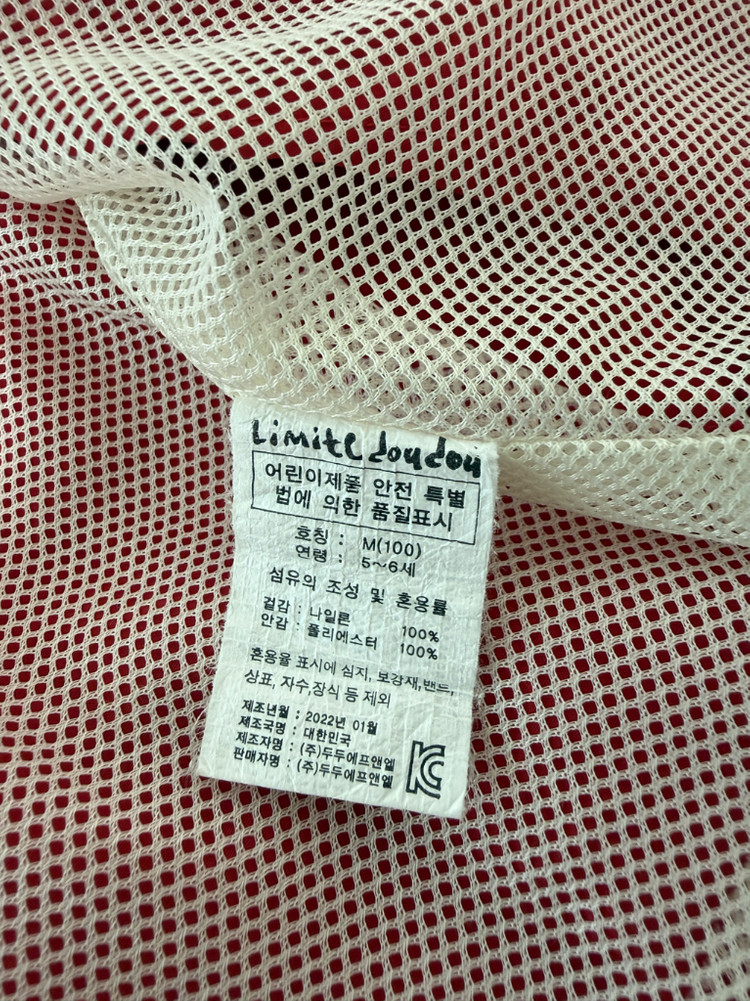 Limite doudou
어린이제품 안전 특별
법에 의한 품질표시
호칭 : M(100)
연령 : 5~6세
섬유의 조성 및 혼용률
겉감 : 나일론 100%
안감 : 폴리에스터 100%
혼용율 표시에 심지, 보강재,밴드,
상표, 자수,장식 등 제외
제조년월 : 2022년 01월
제조국명 : 대한민국
제조자명 : (주)두두에프앤엘
판매자명 : (주)두두에프앤엘
KC